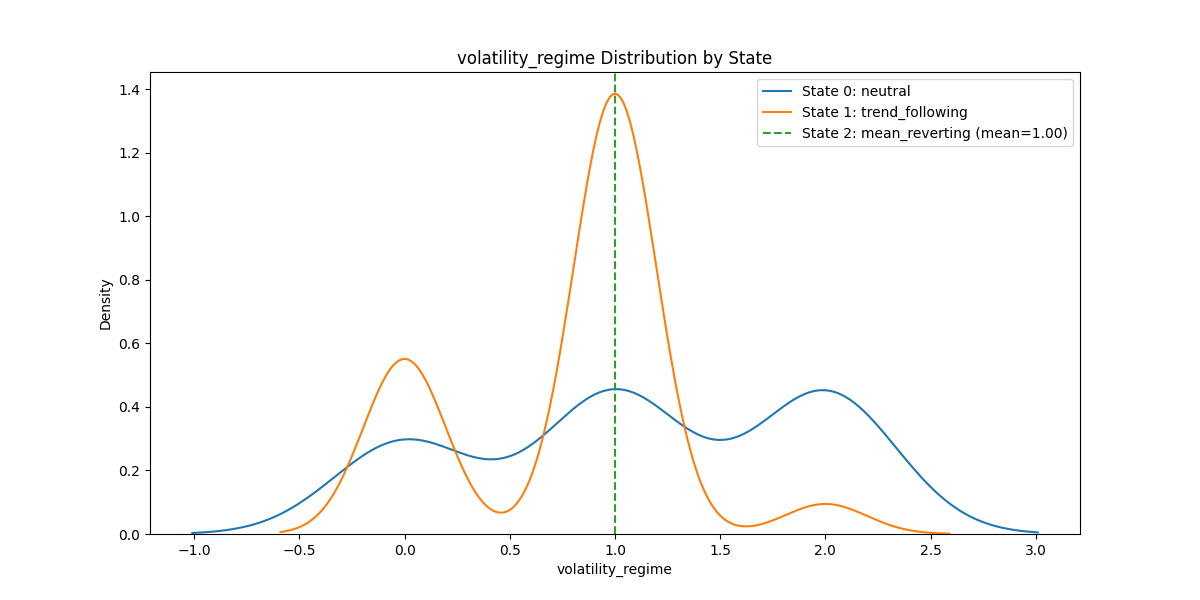 volatility_regime Distribution by State
State 0: neutral
State 1: trend_following
State 2: mean_reverting (mean=1.00)
Density
1.4
1.2
1.0
0.8
0.6
0.4
0.2
0.0
−1.0 −0.5 0.0 0.5 1.0 1.5 2.0 2.5 3.0
volatility_regime